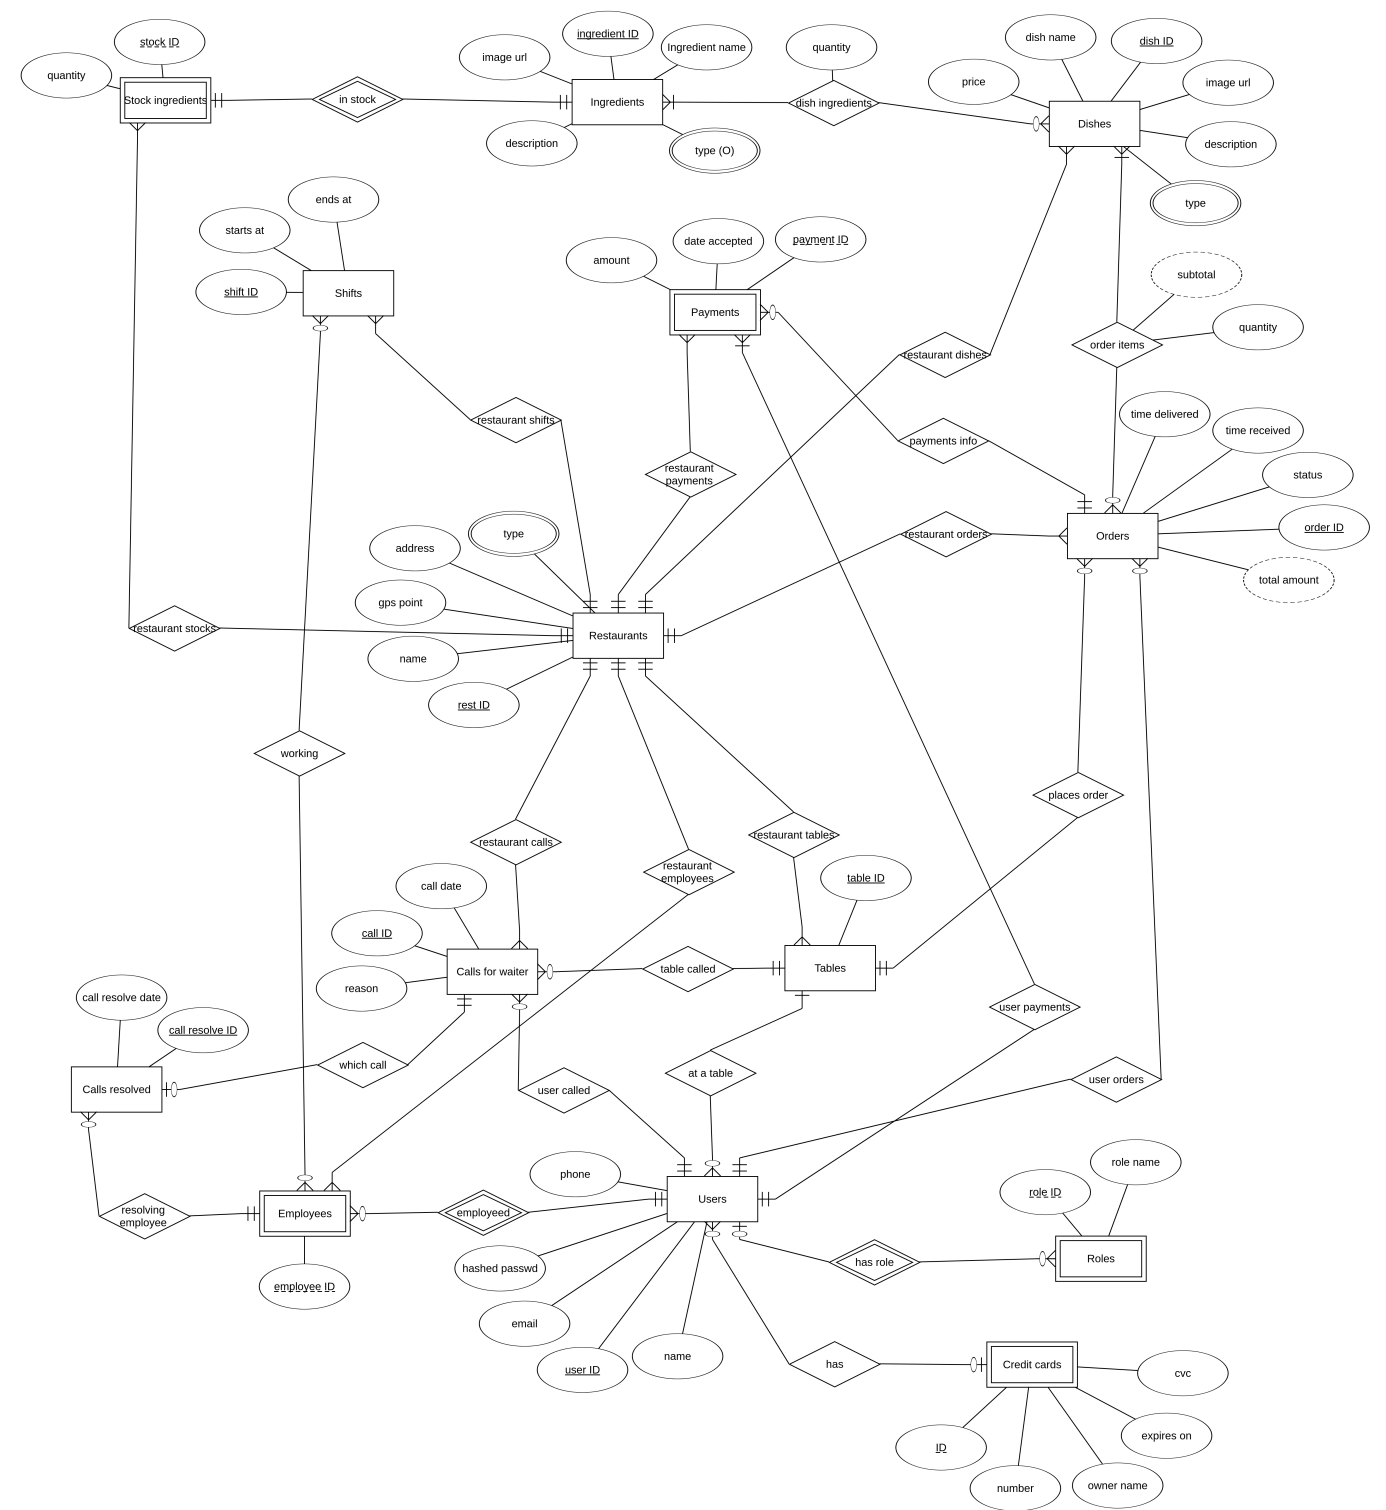 stock ID
quantity
Stock ingredients
in stock
image url
ingredient ID
Ingredient name
Ingredients
description
type (O)
quantity
dish ingredients
dish name
dish ID
price
image url
Dishes
description
type
ends at
starts at
shift ID
Shifts
date accepted
payment ID
amount
Payments
subtotal
quantity
order items
restaurant dishes
restaurant shifts
payments info
restaurant
payments
time delivered
time received
status
order ID
total amount
Orders
restaurant orders
type
address
gps point
name
rest ID
Restaurants
restaurant stocks
working
places order
restaurant calls
restaurant
employees
restaurant tables
table ID
call date
call ID
reason
Calls for waiter
table called
Tables
user payments
call resolve date
call resolve ID
Calls resolved
which call
user called
at a table
user orders
phone
Users
role name
role ID
Roles
resolving
employee
Employees
employeed
employee ID
hashed passwd
email
user ID
name
has role
has
Credit cards
cvc
expires on
owner name
number
ID